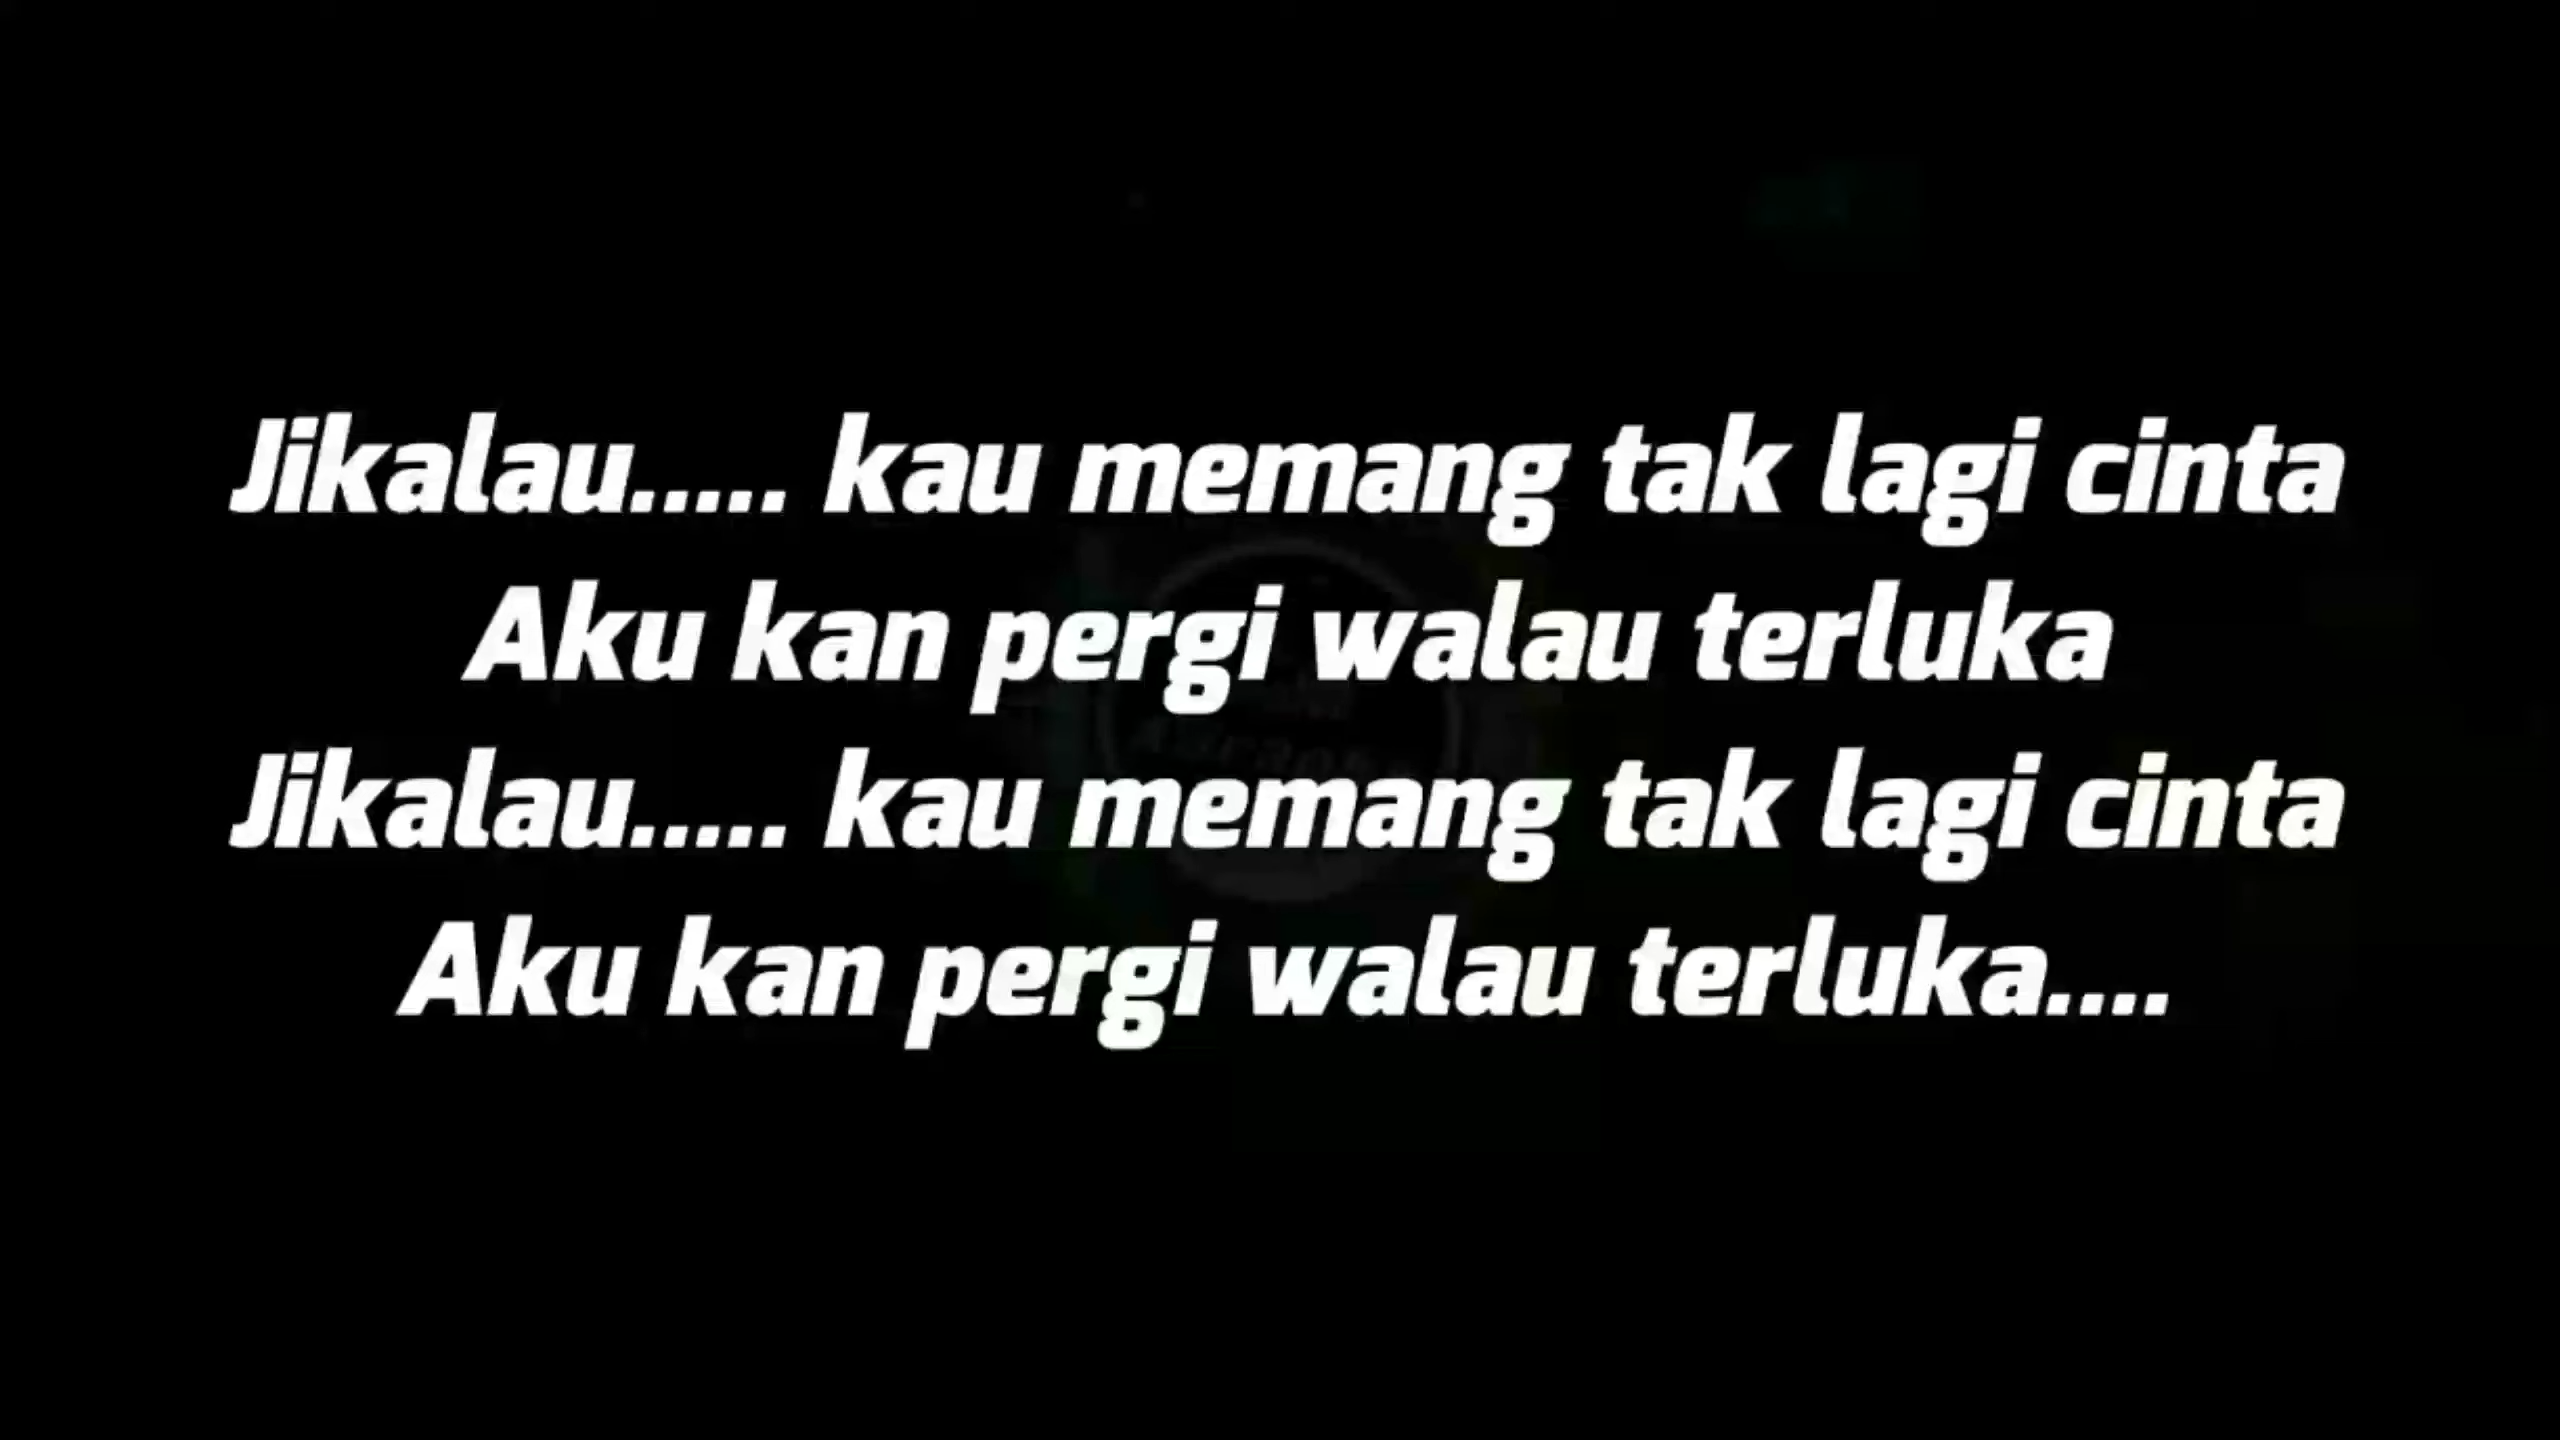 Jikalau..... kau memang tak lagi cinta
Aku kan pergi walau terluka
Jikalau..... kau memang tak lagi cinta
Aku kan pergi walau terluka....